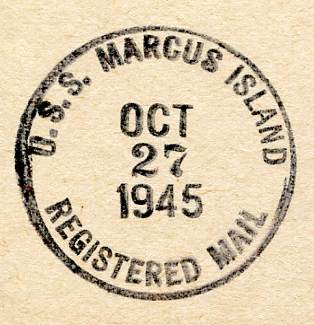 U.S.S. MARCUS ISLAND
OCT
27
1945
REGISTERED MAIL